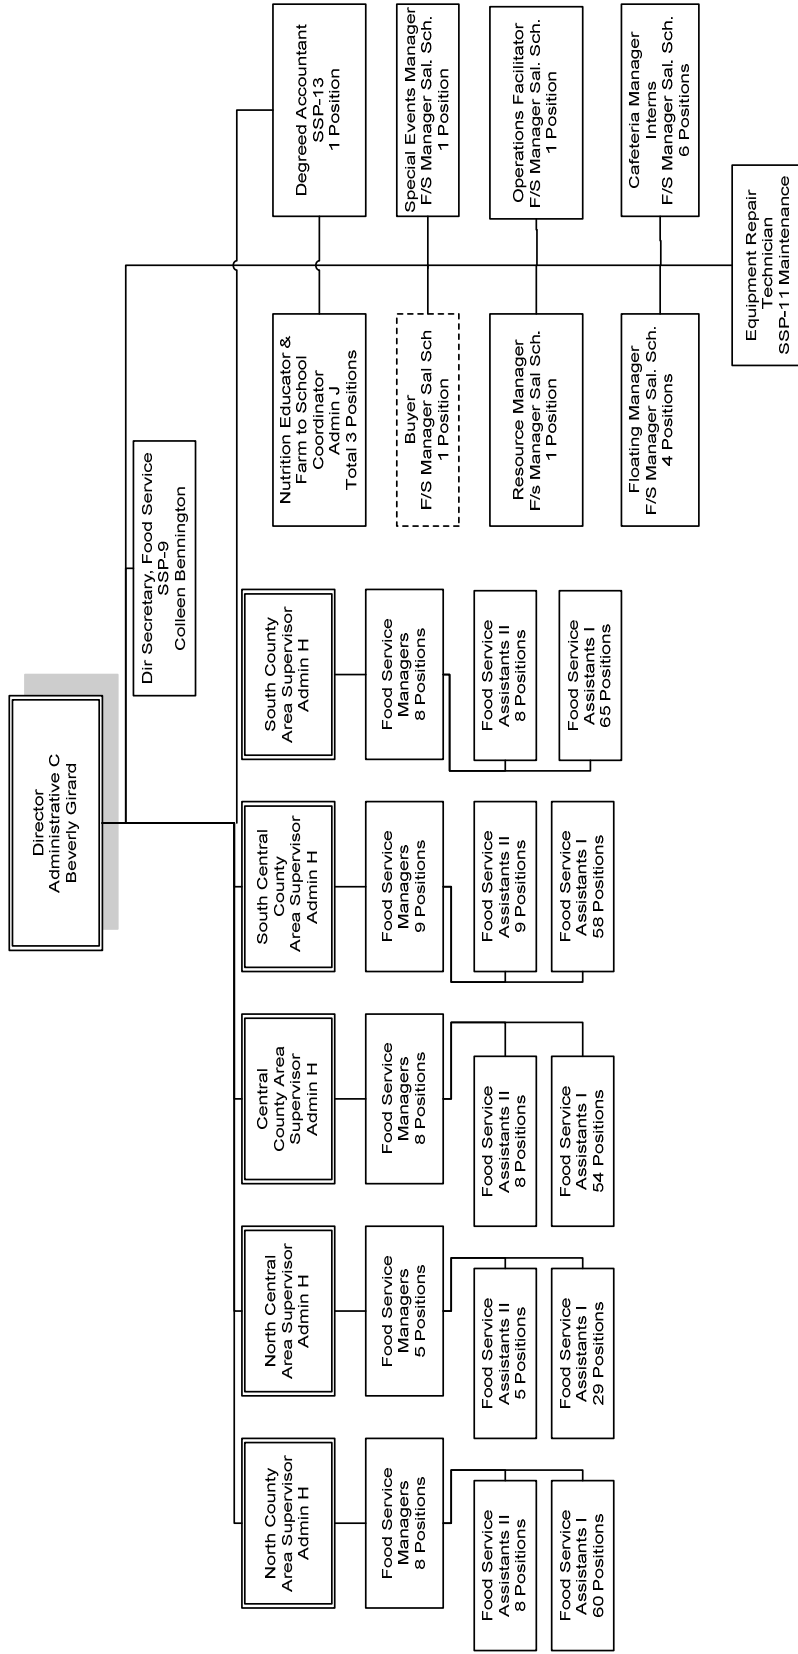 Director
Administrative C
Beverly Girard
Dir Secretary, Food Service
SSP-9
Colleen Bennington
North County
Area Supervisor
Admin H
North Central
Area Supervisor
Admin H
Central
County Area
Supervisor
Admin H
South Central
County
Area Supervisor
Admin H
South County
Area Supervisor
Admin H
Nutrition Educator &
Farm to School
Coordinator
Admin J
Total 3 Positions
Degreed Accountant
SSP-13
1 Position
Food Service
Managers
8 Positions
Food Service
Managers
5 Positions
Food Service
Managers
8 Positions
Food Service
Managers
9 Positions
Food Service
Managers
8 Positions
Buyer
F/S Manager Sal Sch
1 Position
Special Events Manager
F/S Manager Sal. Sch.
1 Position
Food Service
Assistants II
8 Positions
Food Service
Assistants II
5 Positions
Food Service
Assistants II
8 Positions
Food Service
Assistants II
9 Positions
Food Service
Assistants II
8 Positions
Resource Manager
F/s Manager Sal Sch.
1 Position
Operations Facilitator
F/S Manager Sal. Sch.
1 Position
Food Service
Assistants I
60 Positions
Food Service
Assistants I
29 Positions
Food Service
Assistants I
54 Positions
Food Service
Assistants I
58 Positions
Food Service
Assistants I
65 Positions
Floating Manager
F/S Manager Sal. Sch.
4 Positions
Cafeteria Manager
Interns
F/S Manager Sal. Sch.
6 Positions
Equipment Repair
Technician
SSP-11 Maintenance